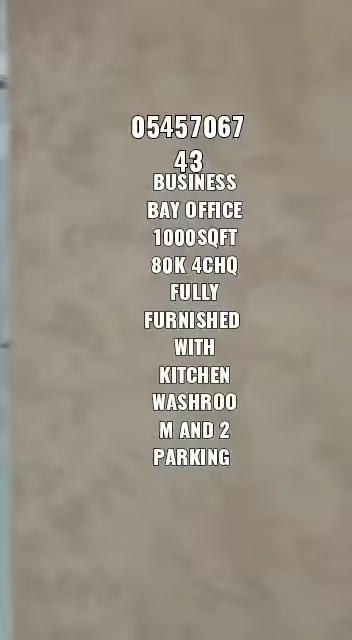 05457067
43
BUSINESS
BAY OFFICE
1000SQFT
80K 4CHQ
FULLY
FURNISHED
WITH
KITCHEN
WASHROO
M AND 2
PARKING